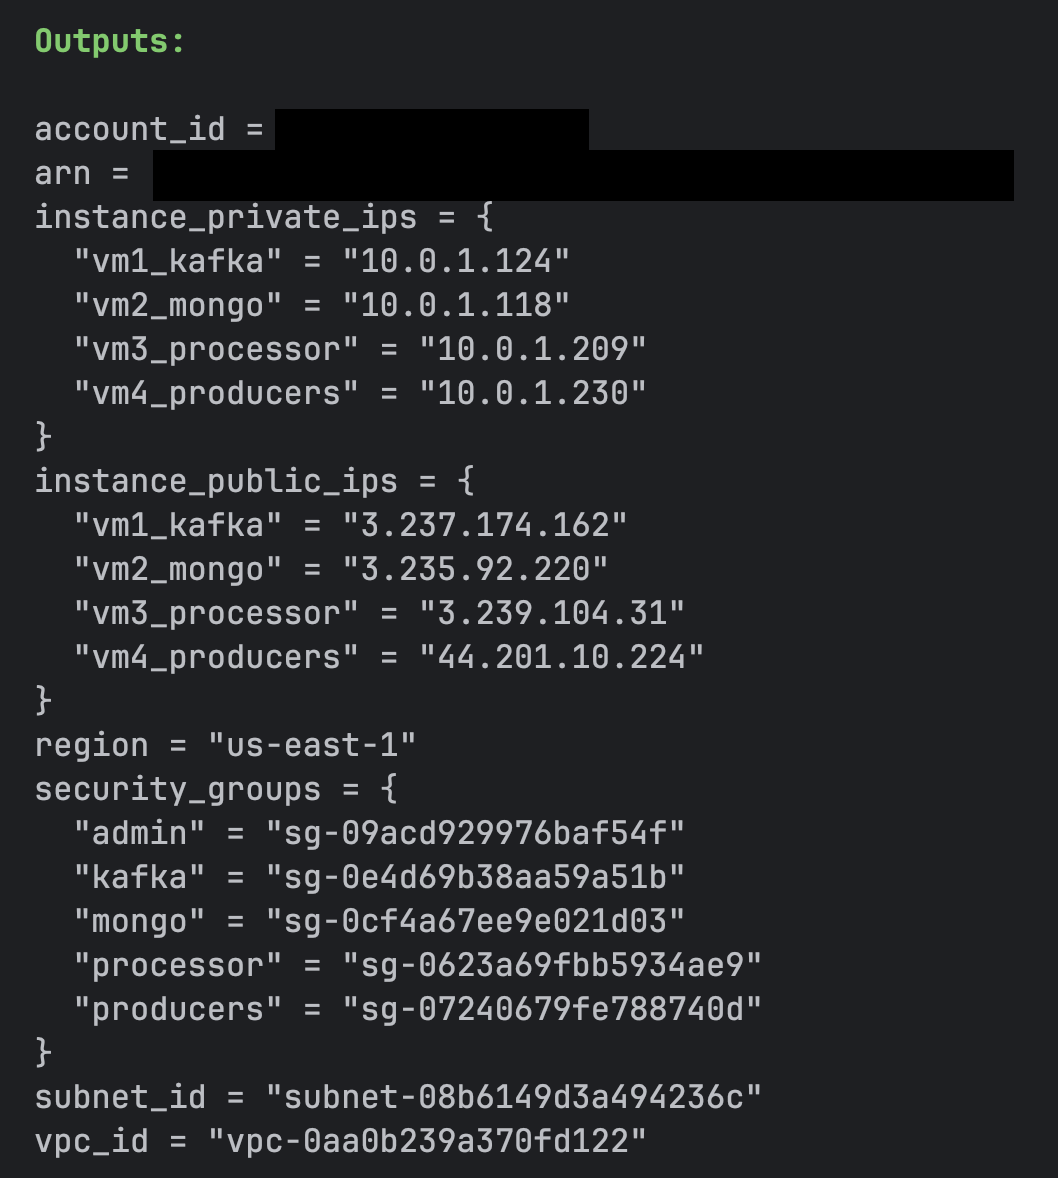 Outputs:
account_id =
arn =
instance_private_ips = {
  "vm1_kafka" = "10.0.1.124"
  "vm2_mongo" = "10.0.1.118"
  "vm3_processor" = "10.0.1.209"
  "vm4_producers" = "10.0.1.230"
}
instance_public_ips = {
  "vm1_kafka" = "3.237.174.162"
  "vm2_mongo" = "3.235.92.220"
  "vm3_processor" = "3.239.104.31"
  "vm4_producers" = "44.201.10.224"
}
region = "us-east-1"
security_groups = {
  "admin" = "sg-09acd929976baf54f"
  "kafka" = "sg-0e4d69b38aa59a51b"
  "mongo" = "sg-0cf4a67ee9e021d03"
  "processor" = "sg-0623a69fbb5934ae9"
  "producers" = "sg-07240679fe788740d"
}
subnet_id = "subnet-08b6149d3a494236c"
vpc_id = "vpc-0aa0b239a370fd122"